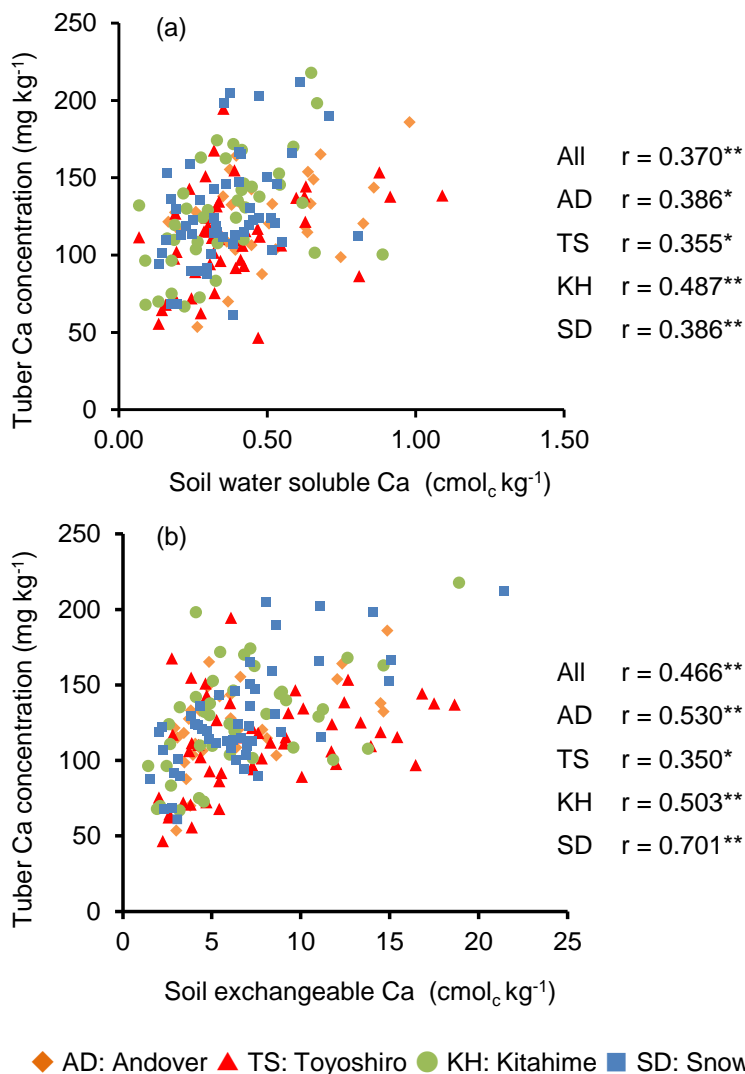 (a)
250
200
150
100
50
0
Tuber Ca concentration (mg kg⁻¹)
0.00 0.50 1.00 1.50
Soil water soluble Ca (cmol_c kg⁻¹)
All r = 0.370**
AD r = 0.386*
TS r = 0.355*
KH r = 0.487**
SD r = 0.386**
(b)
250
200
150
100
50
0
Tuber Ca concentration (mg kg⁻¹)
0 5 10 15 20 25
Soil exchangeable Ca (cmol_c kg⁻¹)
All r = 0.466**
AD r = 0.530**
TS r = 0.350*
KH r = 0.503**
SD r = 0.701**
AD: Andover TS: Toyoshiro KH: Kitahime SD: Snow